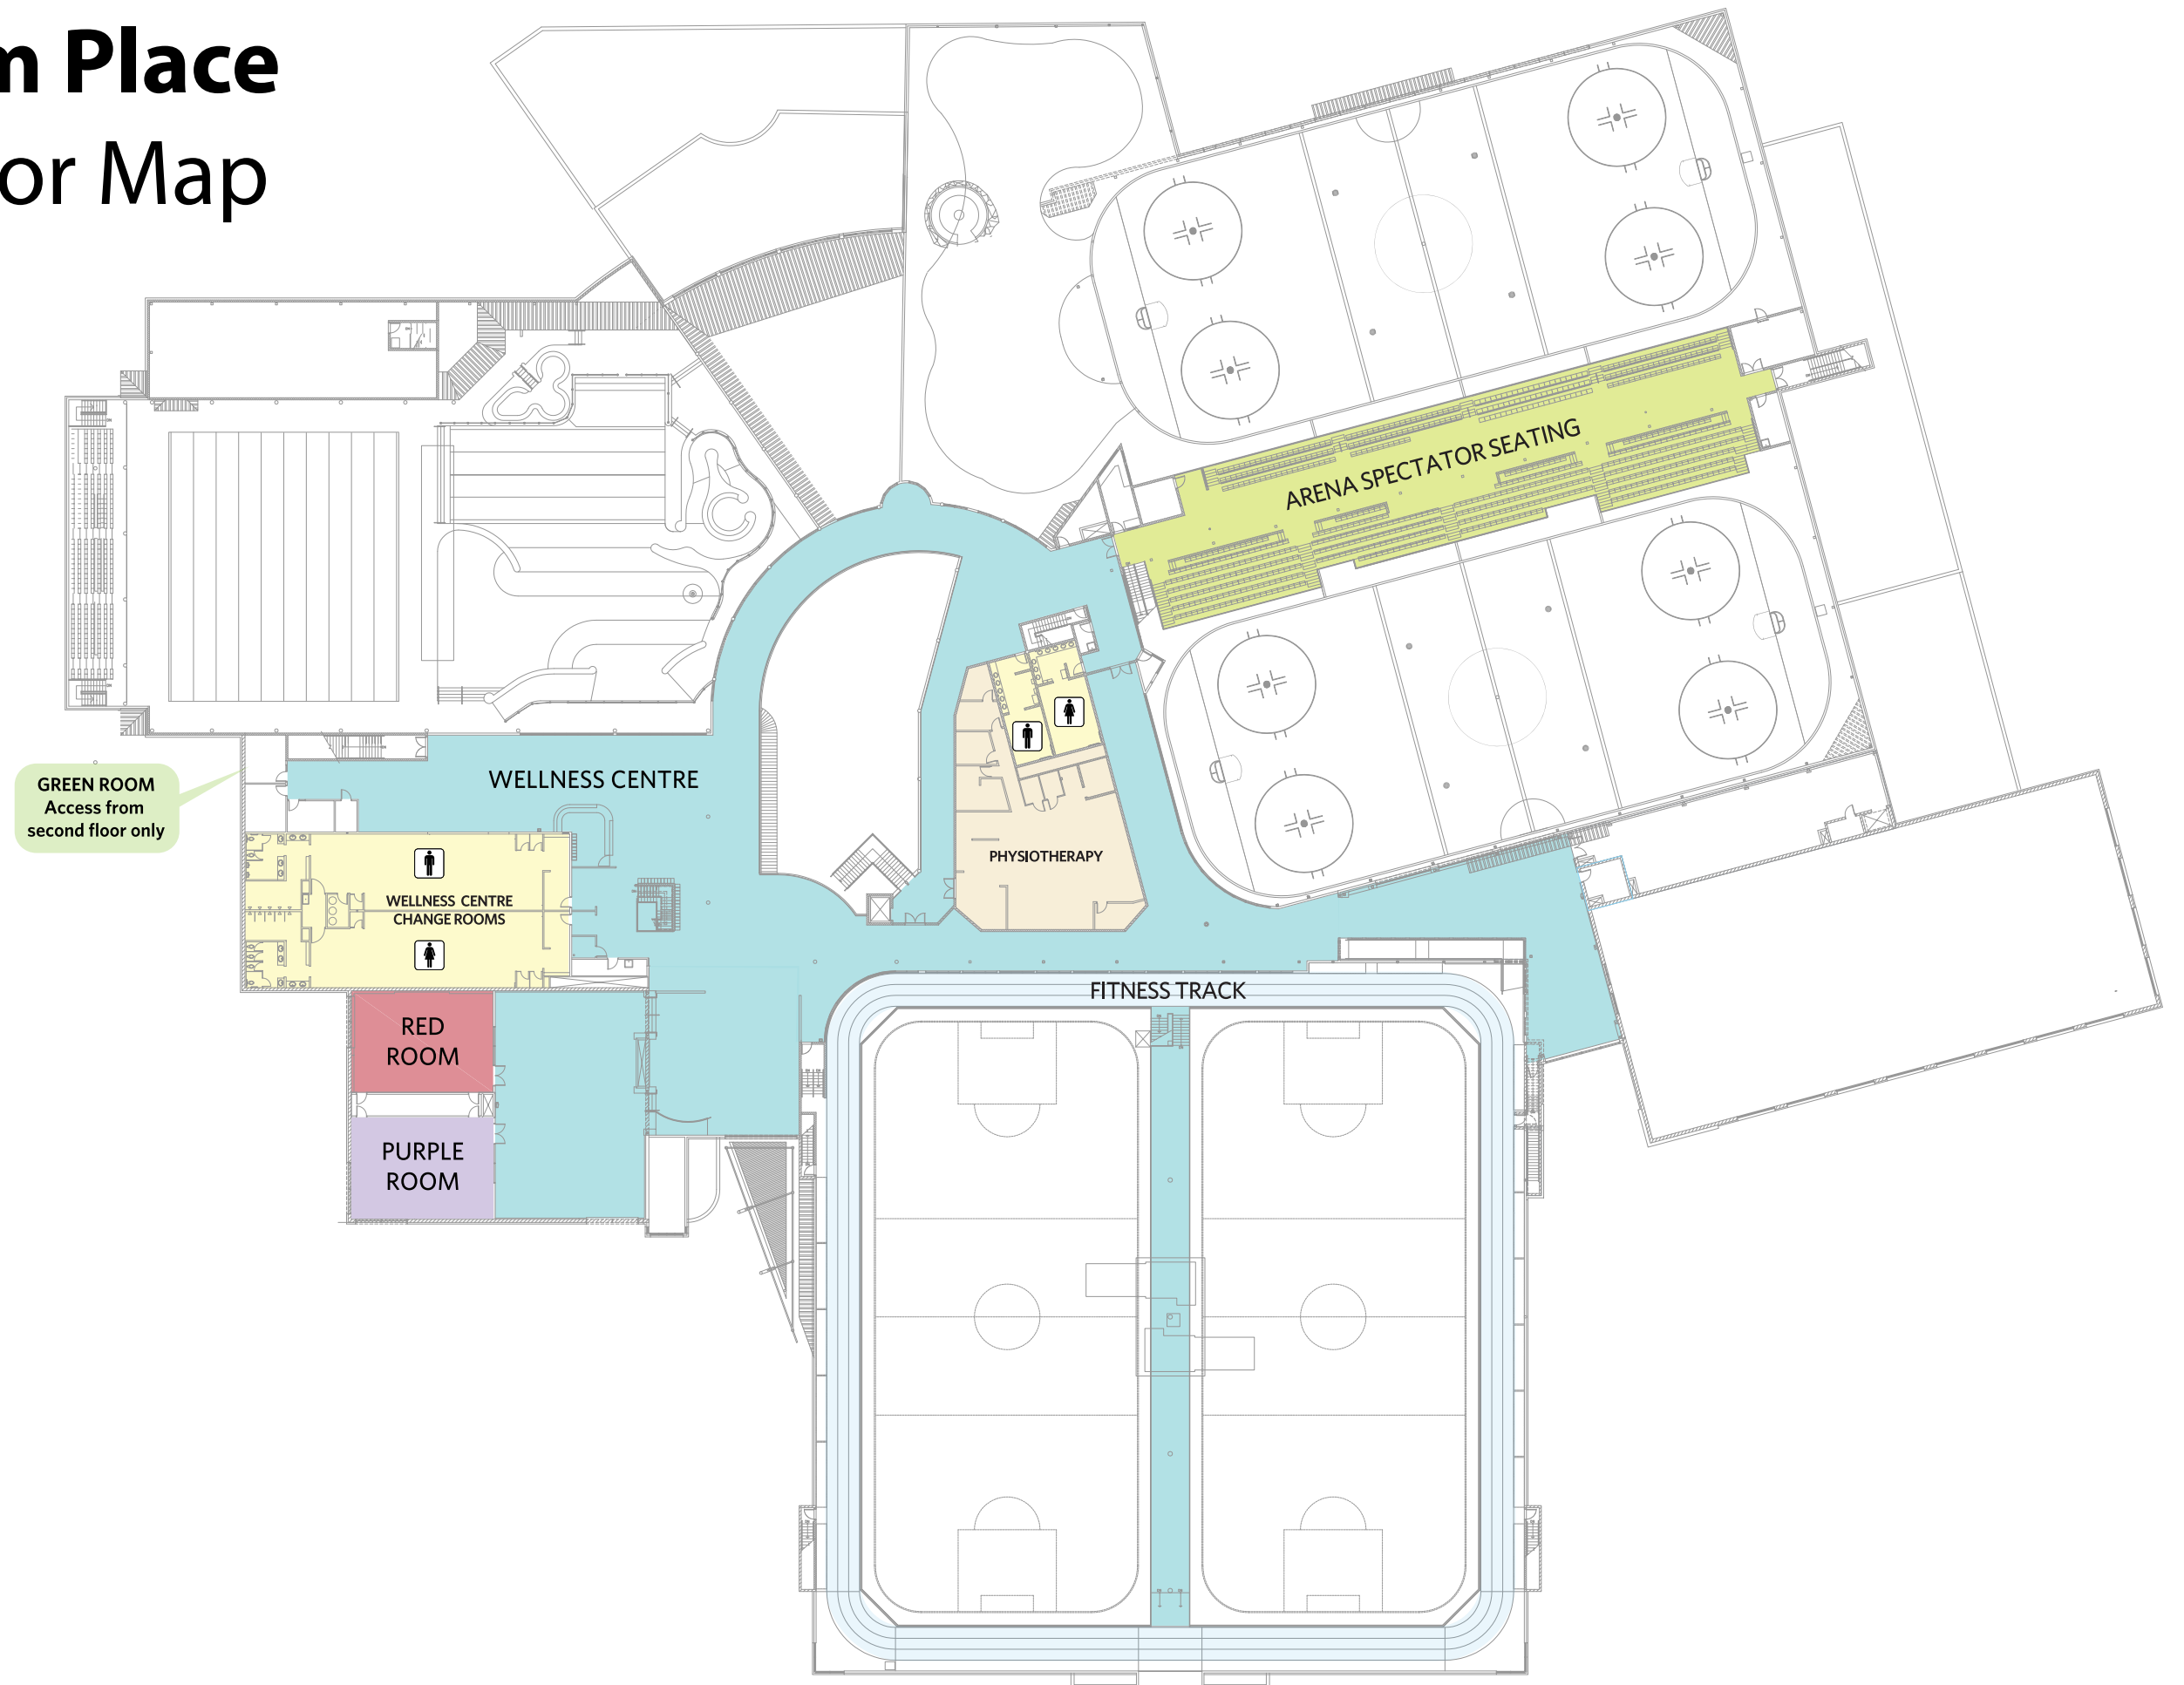 m Place
or Map
ARENA SPECTATOR SEATING
WELLNESS CENTRE
GREEN ROOM
Access from
second floor only
PHYSIOTHERAPY
WELLNESS CENTRE
CHANGE ROOMS
FITNESS TRACK
RED
ROOM
PURPLE
ROOM